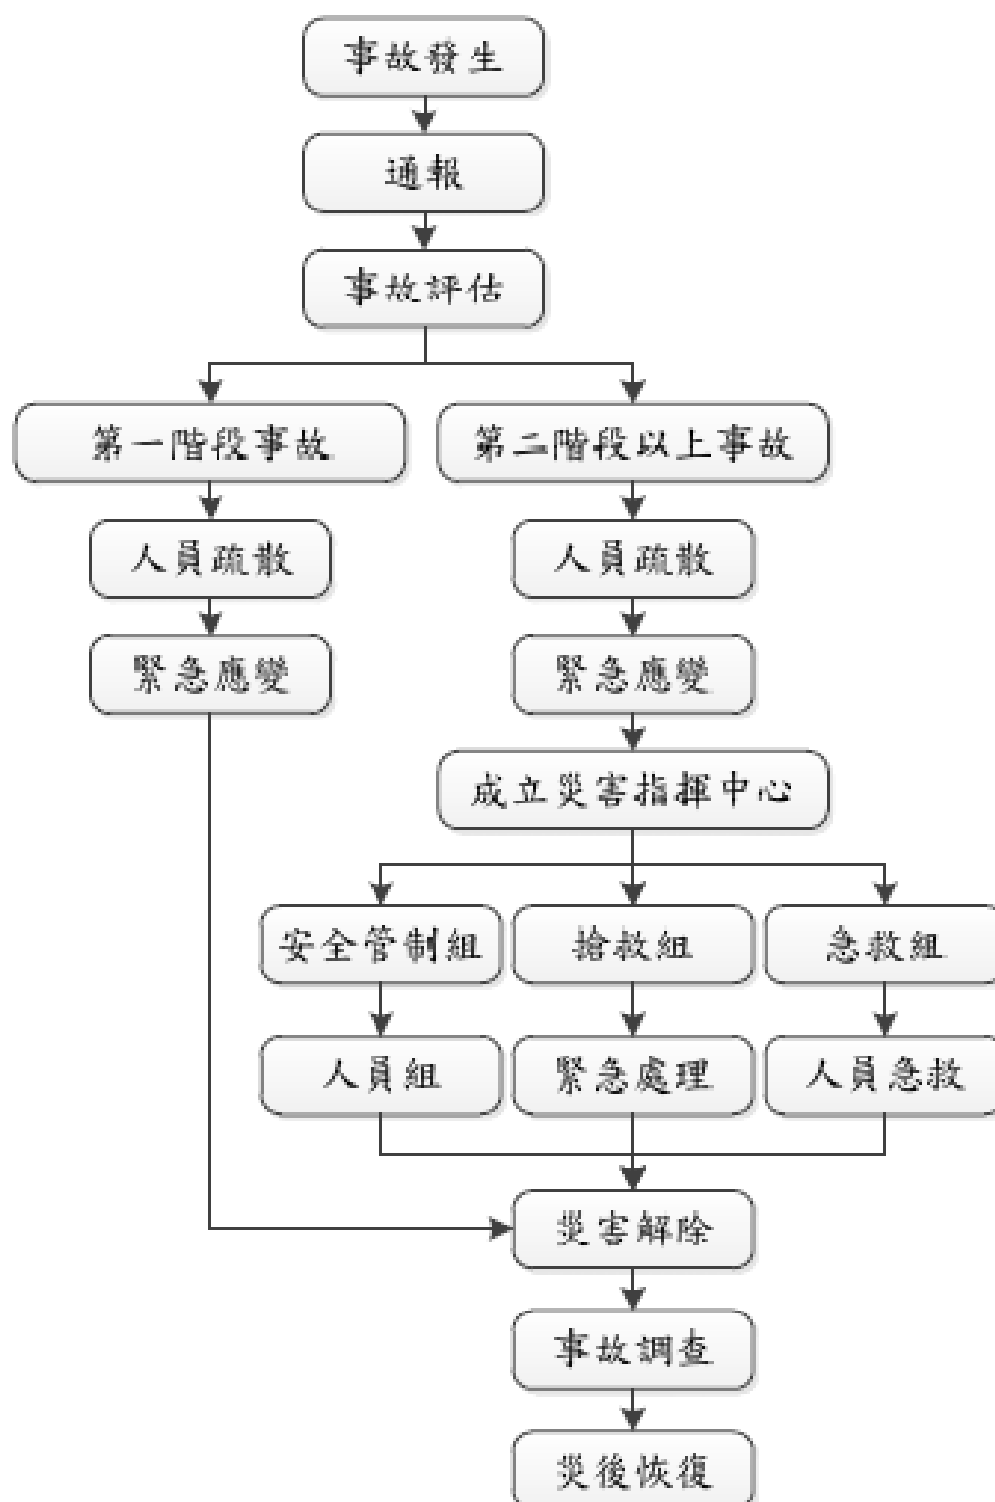 事故發生
通報
事故評估
第一階段事故
第二階段以上事故
人員疏散
人員疏散
緊急應變
緊急應變
成立災害指揮中心
安全管制組
搶救組
急救組
人員組
緊急處理
人員急救
災害解除
事故調查
災後恢復